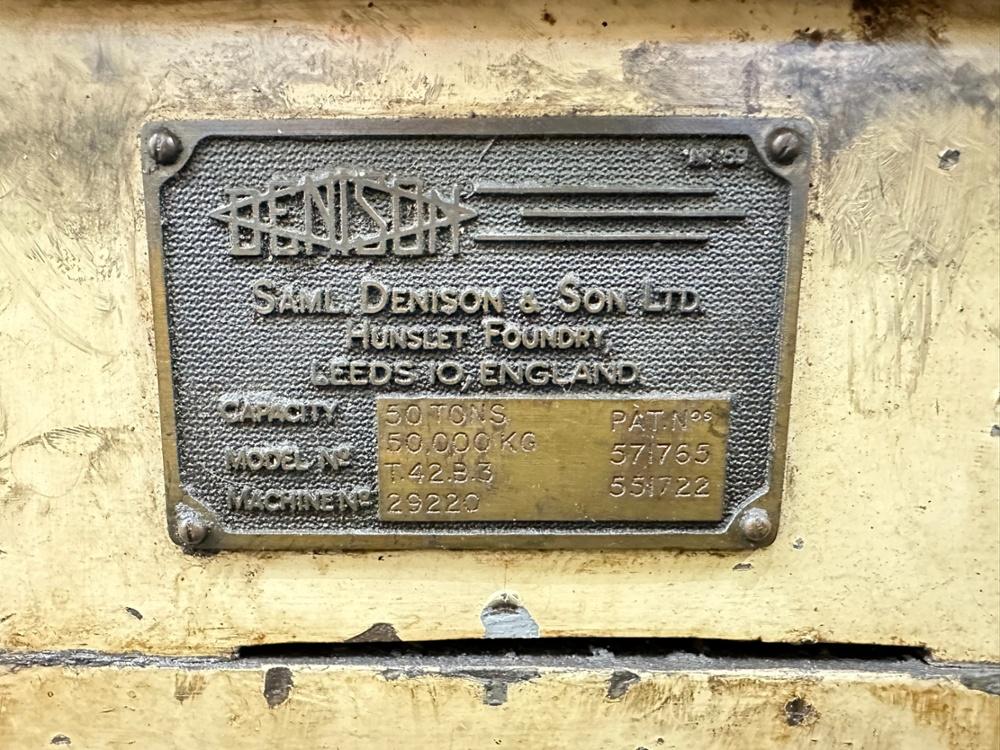 DENISON
SAML. DENISON & SON LTD.
HUNSLET FOUNDRY
LEEDS 10, ENGLAND
CAPACITY 50 TONS PAT. Nos
50,000 KG 571765
MODEL No T.42.B.3 551722
MACHINE No 29220